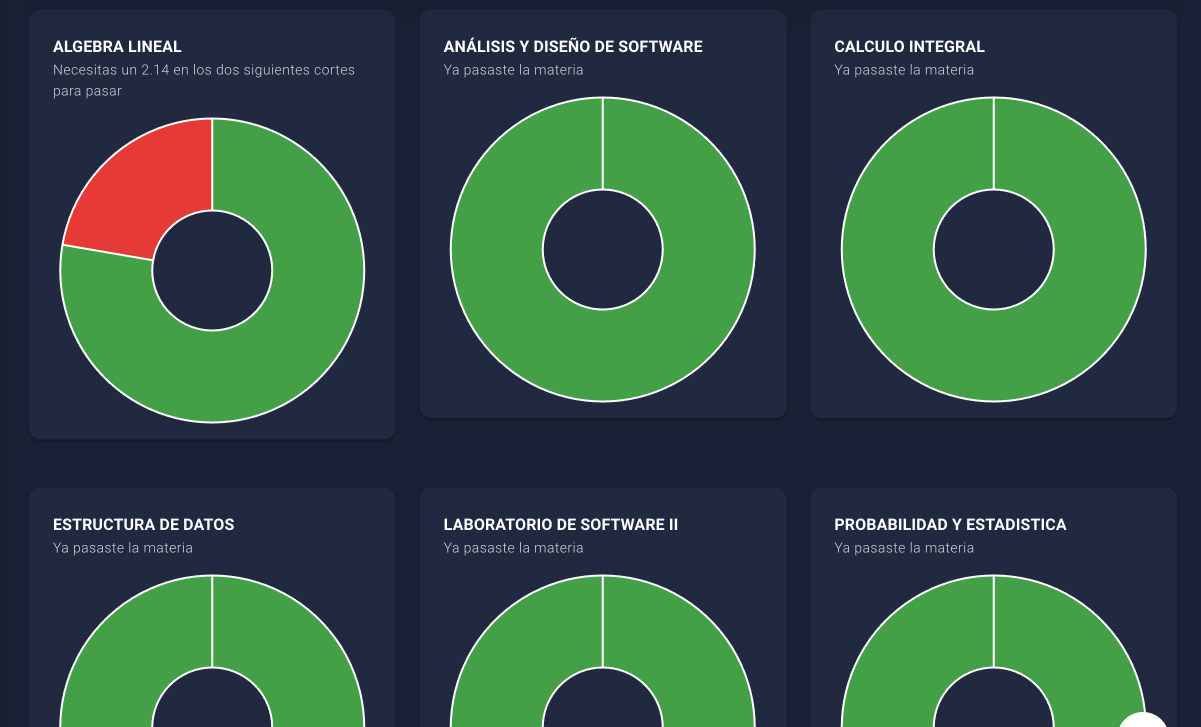 ALGEBRA LINEAL
Necesitas un 2.14 en los dos siguientes cortes
para pasar
ANÁLISIS Y DISEÑO DE SOFTWARE
Ya pasaste la materia
CALCULO INTEGRAL
Ya pasaste la materia
ESTRUCTURA DE DATOS
Ya pasaste la materia
LABORATORIO DE SOFTWARE II
Ya pasaste la materia
PROBABILIDAD Y ESTADISTICA
Ya pasaste la materia